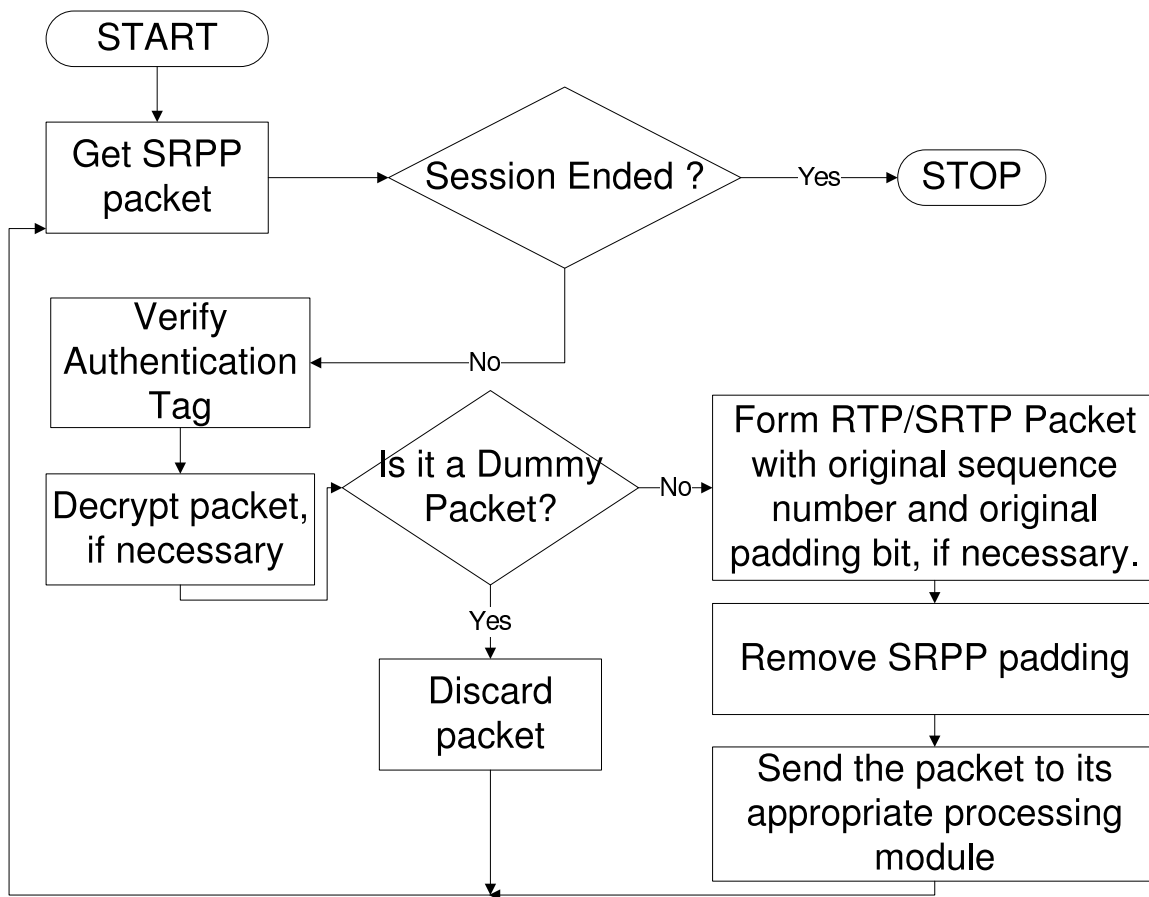 START
Get SRPP
packet
Session Ended ?
Yes
STOP
No
Verify
Authentication
Tag
Decrypt packet,
if necessary
Is it a Dummy
Packet?
No
Form RTP/SRTP Packet
with original sequence
number and original
padding bit, if necessary.
Yes
Discard
packet
Remove SRPP padding
Send the packet to its
appropriate processing
module